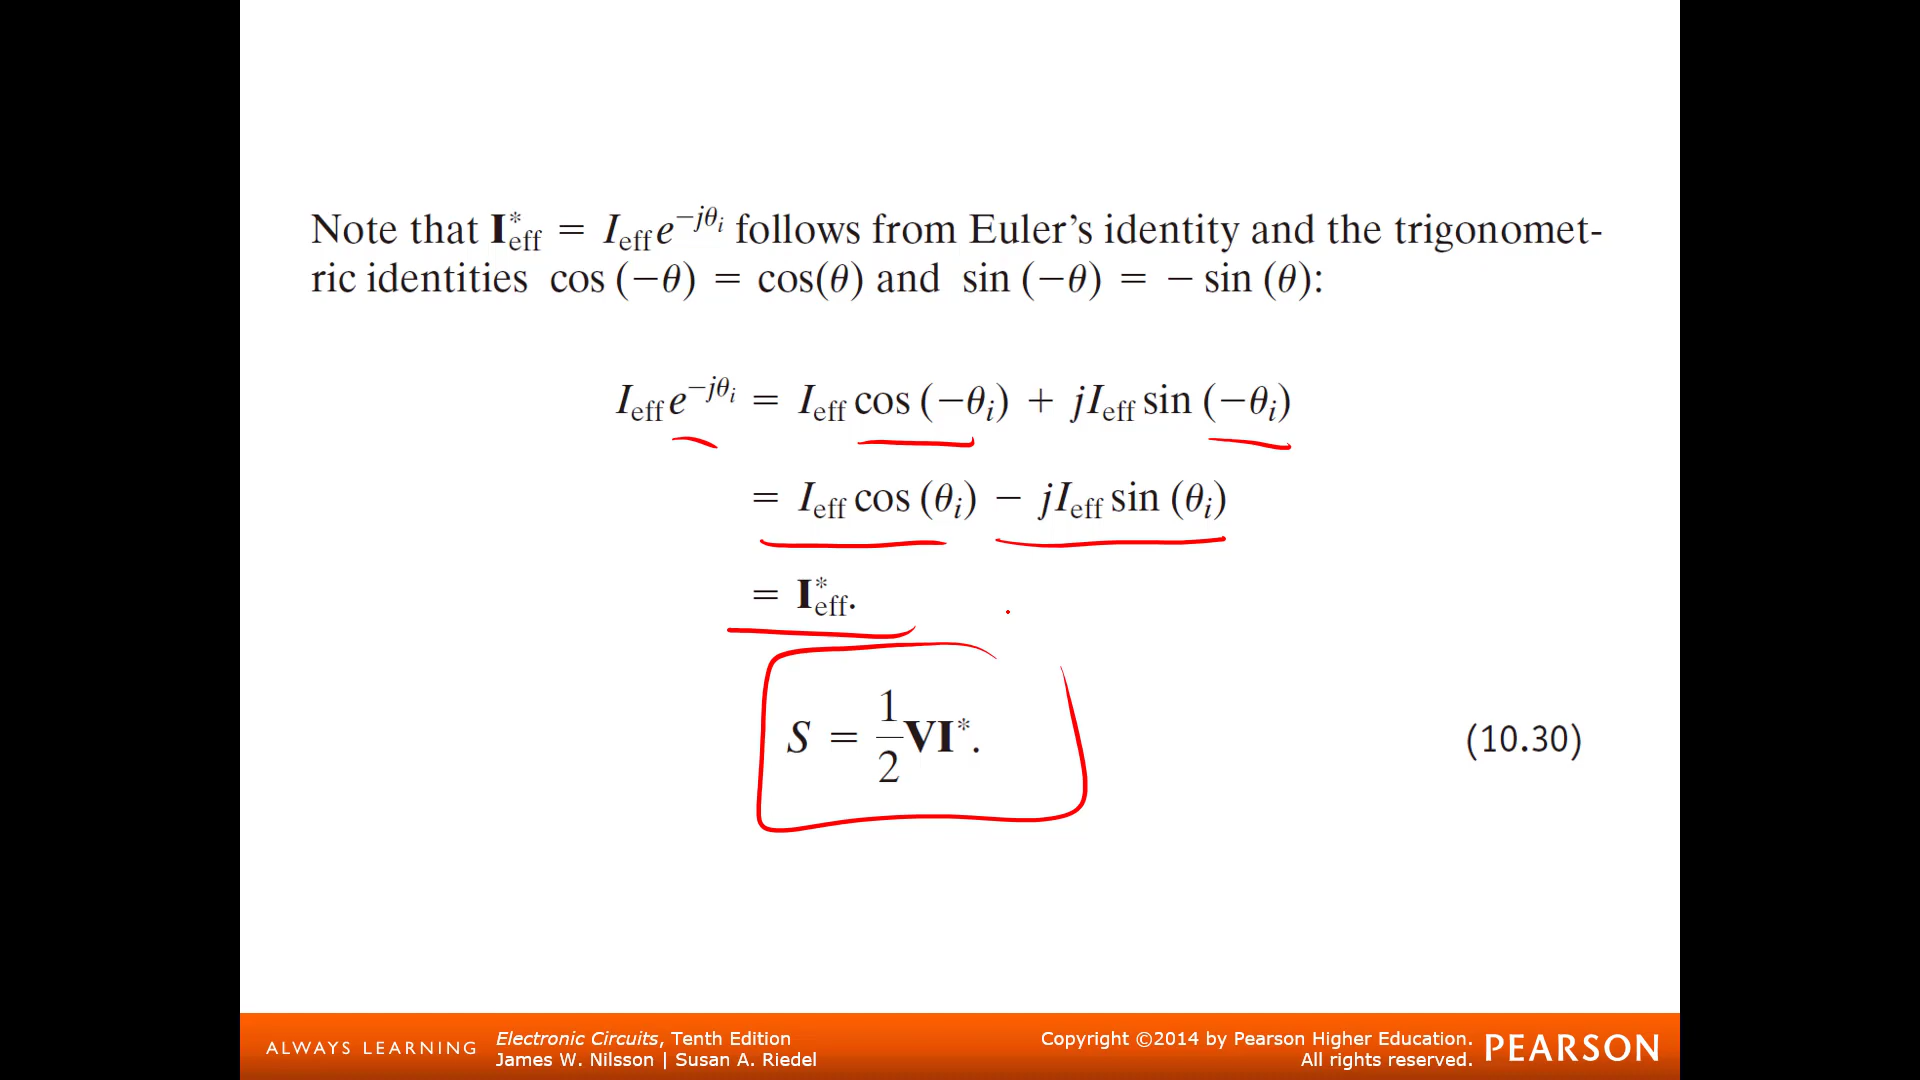 Note that I*eff = Ieff e^−jθi follows from Euler's identity and the trigonomet-
ric identities cos (−θ) = cos(θ) and sin (−θ) = − sin (θ):
Ieff e^−jθi = Ieff cos (−θi) + jIeff sin (−θi)
= Ieff cos (θi) − jIeff sin (θi)
= I*eff.
S = 1/2 VI*. (10.30)
ALWAYS LEARNING
Electronic Circuits, Tenth Edition
James W. Nilsson | Susan A. Riedel
Copyright ©2014 by Pearson Higher Education.
All rights reserved.
PEARSON